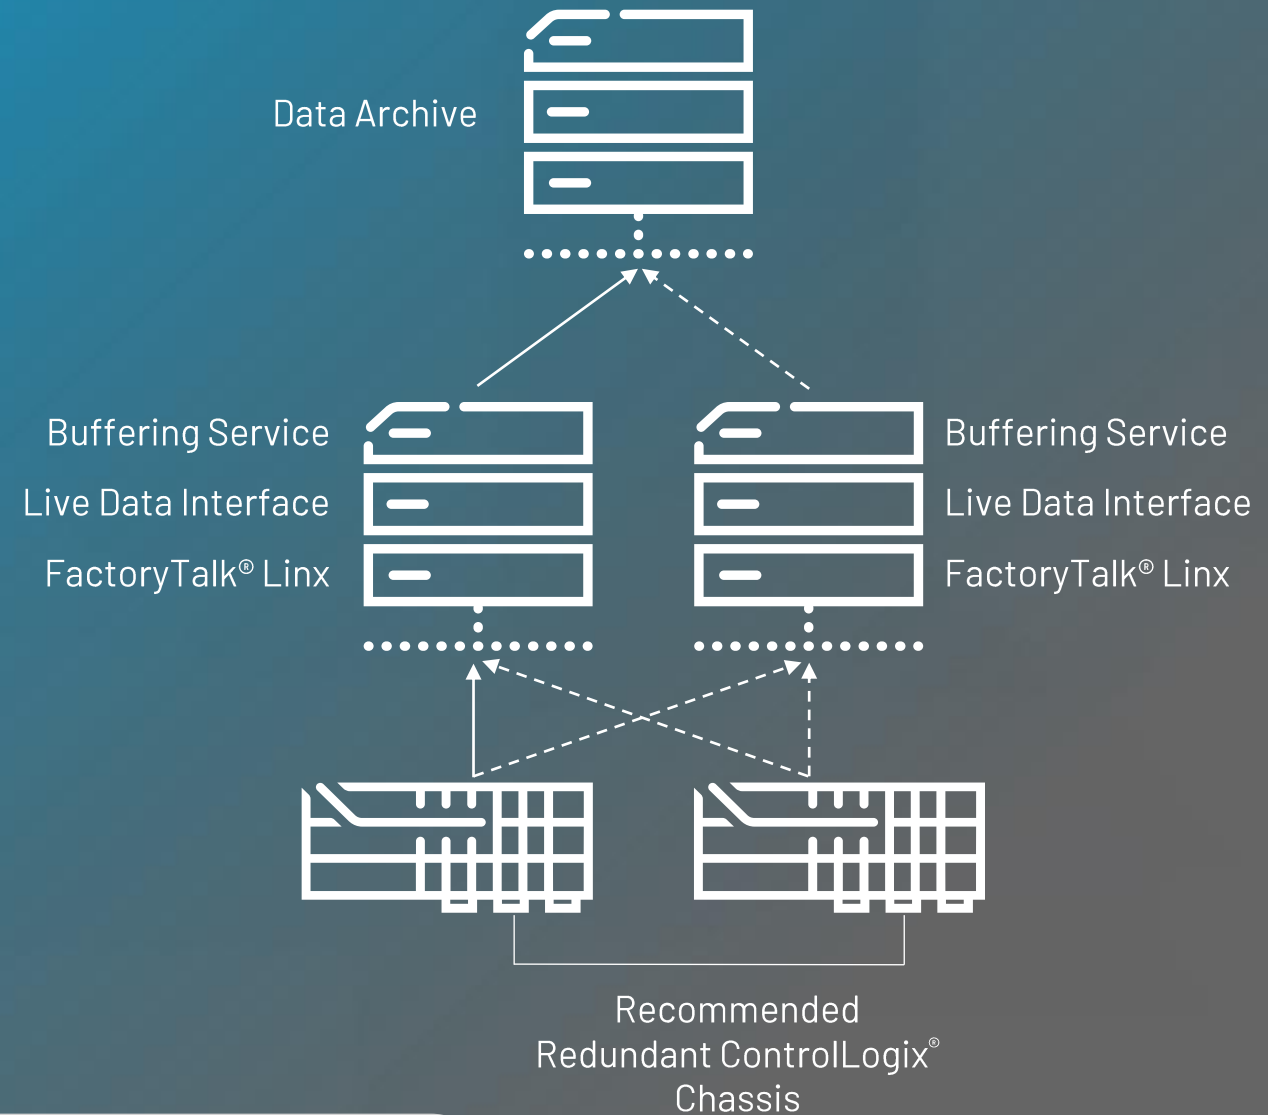 Data Archive
Buffering Service
Live Data Interface
FactoryTalk® Linx
Buffering Service
Live Data Interface
FactoryTalk® Linx
Recommended
Redundant ControlLogix®
Chassis